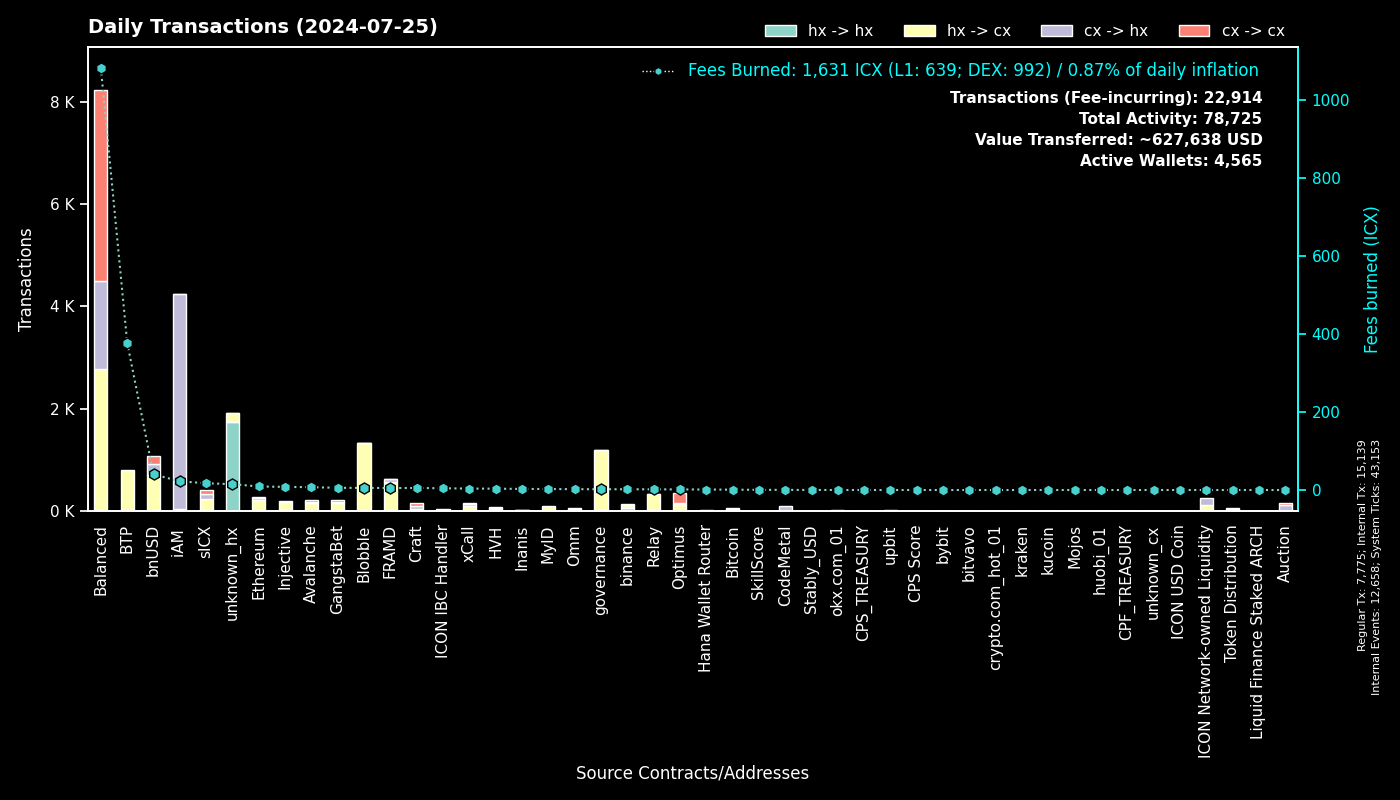 Daily Transactions (2024-07-25)
hx -> hx
hx -> cx
cx -> hx
cx -> cx
Fees Burned: 1,631 ICX (L1: 639; DEX: 992) / 0.87% of daily inflation
Transactions (Fee-incurring): 22,914
Total Activity: 78,725
Value Transferred: ~627,638 USD
Active Wallets: 4,565
Transactions
8 K
6 K
4 K
2 K
0 K
1000
800
600
400
200
0
Fees burned (ICX)
Balanced
BTP
bnUSD
iAM
sICX
unknown_hx
Ethereum
Injective
Avalanche
GangstaBet
Blobble
FRAMD
Craft
ICON IBC Handler
xCall
HVH
Inanis
MyID
Omm
governance
binance
Relay
Optimus
Hana Wallet Router
Bitcoin
SkillScore
CodeMetal
Stably_USD
okx.com_01
CPS_TREASURY
upbit
CPS Score
bybit
bitvavo
crypto.com_hot_01
kraken
kucoin
Mojos
huobi_01
CPF_TREASURY
unknown_cx
ICON USD Coin
ICON Network-owned Liquidity
Token Distribution
Liquid Finance Staked ARCH
Auction
Source Contracts/Addresses
Regular Tx: 7,775; Internal Tx: 15,139
Internal Events: 12,658; System Ticks: 43,153